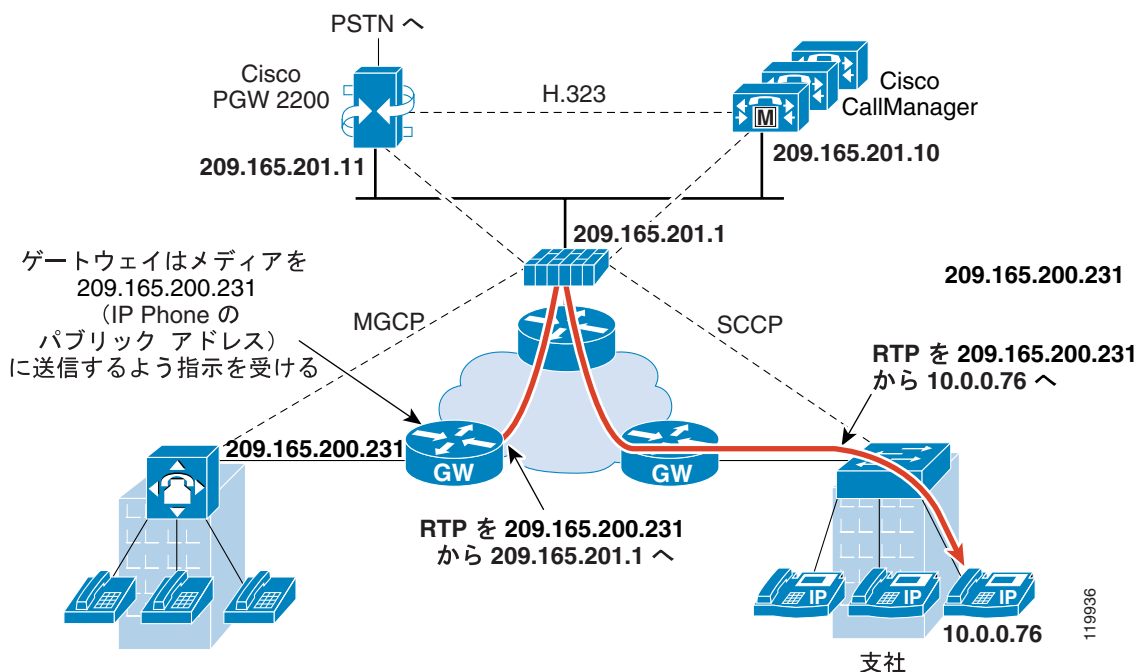 PSTN へ
Cisco
PGW 2200
H.323
Cisco
CallManager
M
209.165.201.11
209.165.201.10
209.165.201.1
ゲートウェイはメディアを
209.165.200.231
（IP Phone の
パブリック アドレス）
に送信するよう指示を受ける
MGCP
SCCP
209.165.200.231
RTP を 209.165.200.231
から 10.0.0.76 へ
209.165.200.231
GW
GW
RTP を 209.165.200.231
から 209.165.201.1 へ
IP
IP
IP
10.0.0.76
支社
119936